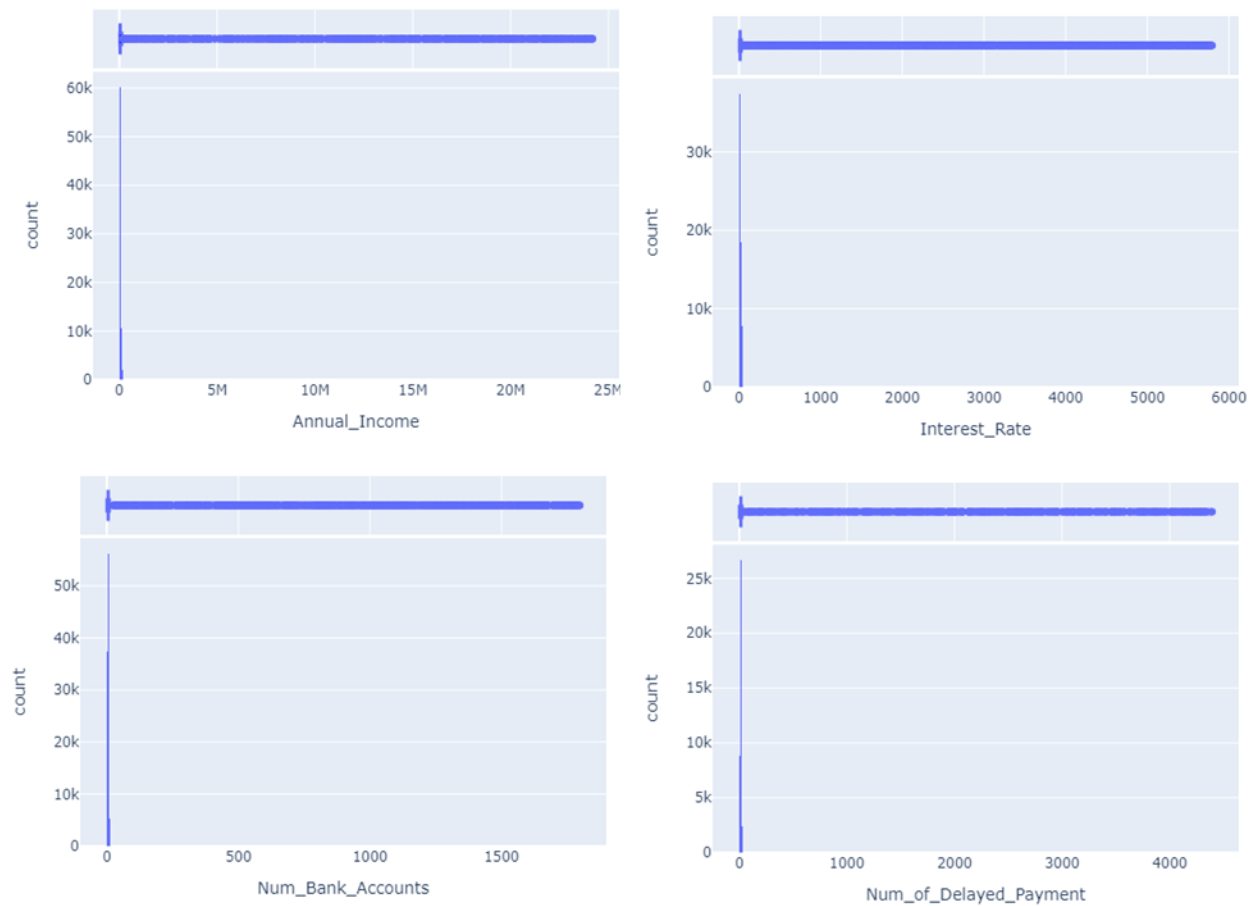 60k
50k
40k
30k
20k
10k
0
count
0 5M 10M 15M 20M 25M
Annual_Income
30k
20k
10k
0
count
0 1000 2000 3000 4000 5000 6000
Interest_Rate
50k
40k
30k
20k
10k
0
count
0 500 1000 1500
Num_Bank_Accounts
25k
20k
15k
10k
5k
0
count
0 1000 2000 3000 4000
Num_of_Delayed_Payment